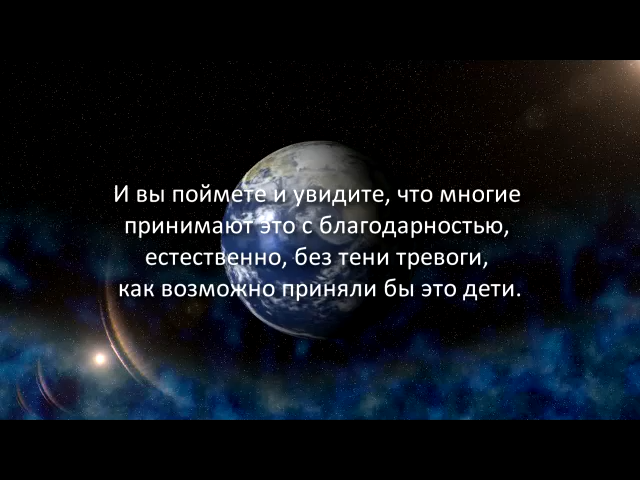 И вы поймете и увидите, что многие
принимают это с благодарностью,
естественно, без тени тревоги,
как возможно приняли бы это дети.